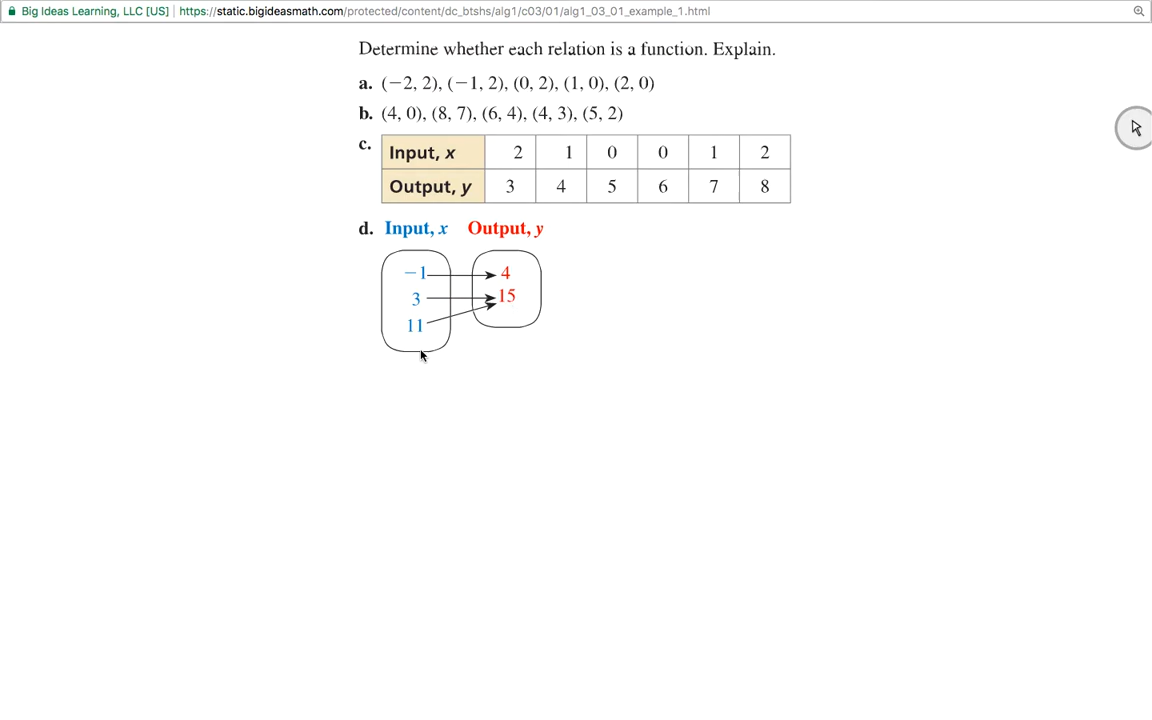 Big Ideas Learning, LLC [US] | https://static.bigideasmath.com/protected/content/dc_btshs/alg1/c03/01/alg1_03_01_example_1.html
Determine whether each relation is a function. Explain.
a. (−2, 2), (−1, 2), (0, 2), (1, 0), (2, 0)
b. (4, 0), (8, 7), (6, 4), (4, 3), (5, 2)
c. Input, x 2 1 0 0 1 2
Output, y 3 4 5 6 7 8
d. Input, x Output, y
−1 4
3 15
11